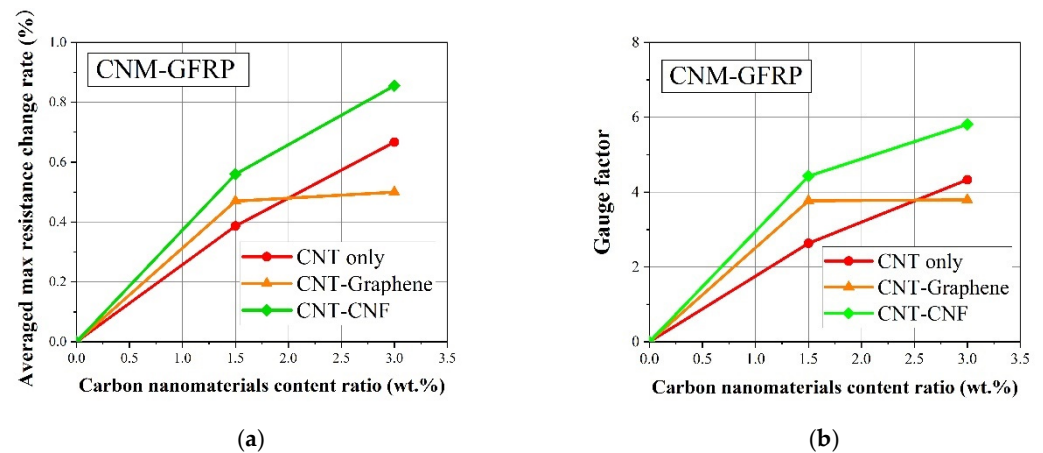 Averaged max resistance change rate (%)
1.0
0.8
0.6
0.4
0.2
0.0
CNM-GFRP
CNT only
CNT-Graphene
CNT-CNF
0.0 0.5 1.0 1.5 2.0 2.5 3.0 3.5
Carbon nanomaterials content ratio (wt.%)
(a)
Gauge factor
8
6
4
2
0
CNM-GFRP
CNT only
CNT-Graphene
CNT-CNF
0.0 0.5 1.0 1.5 2.0 2.5 3.0 3.5
Carbon nanomaterials content ratio (wt.%)
(b)